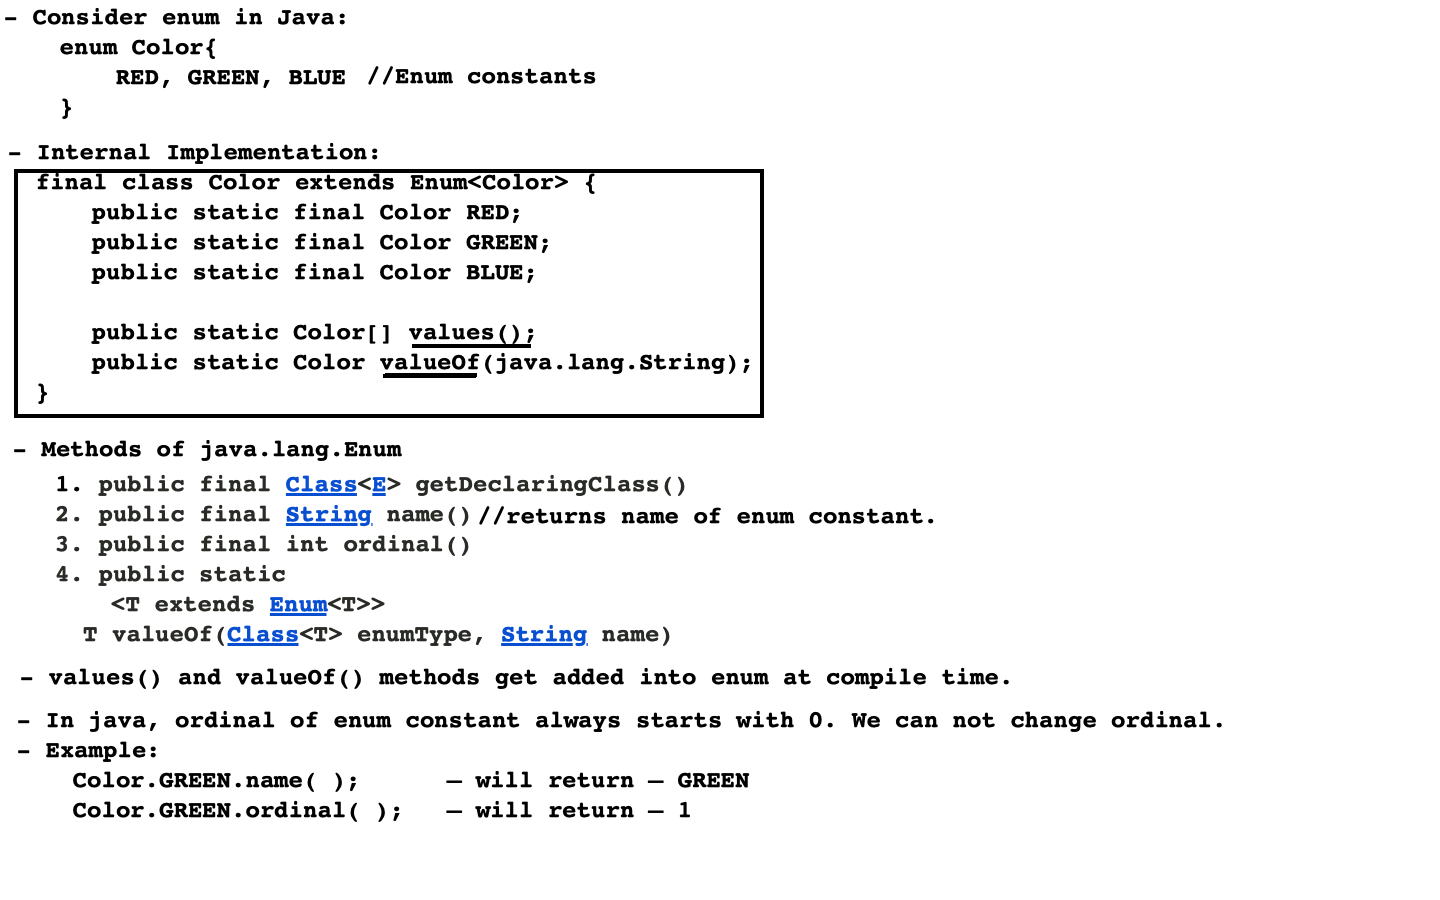 – Consider enum in Java:
enum Color{
RED, GREEN, BLUE //Enum constants
}
– Internal Implementation:
final class Color extends Enum<Color> {
public static final Color RED;
public static final Color GREEN;
public static final Color BLUE;
public static Color[] values();
public static Color valueOf(java.lang.String);
}
– Methods of java.lang.Enum
1. public final Class<E> getDeclaringClass()
2. public final String name() //returns name of enum constant.
3. public final int ordinal()
4. public static
<T extends Enum<T>>
T valueOf(Class<T> enumType, String name)
– values() and valueOf() methods get added into enum at compile time.
– In java, ordinal of enum constant always starts with 0. We can not change ordinal.
– Example:
Color.GREEN.name( ); – will return – GREEN
Color.GREEN.ordinal( ); – will return – 1